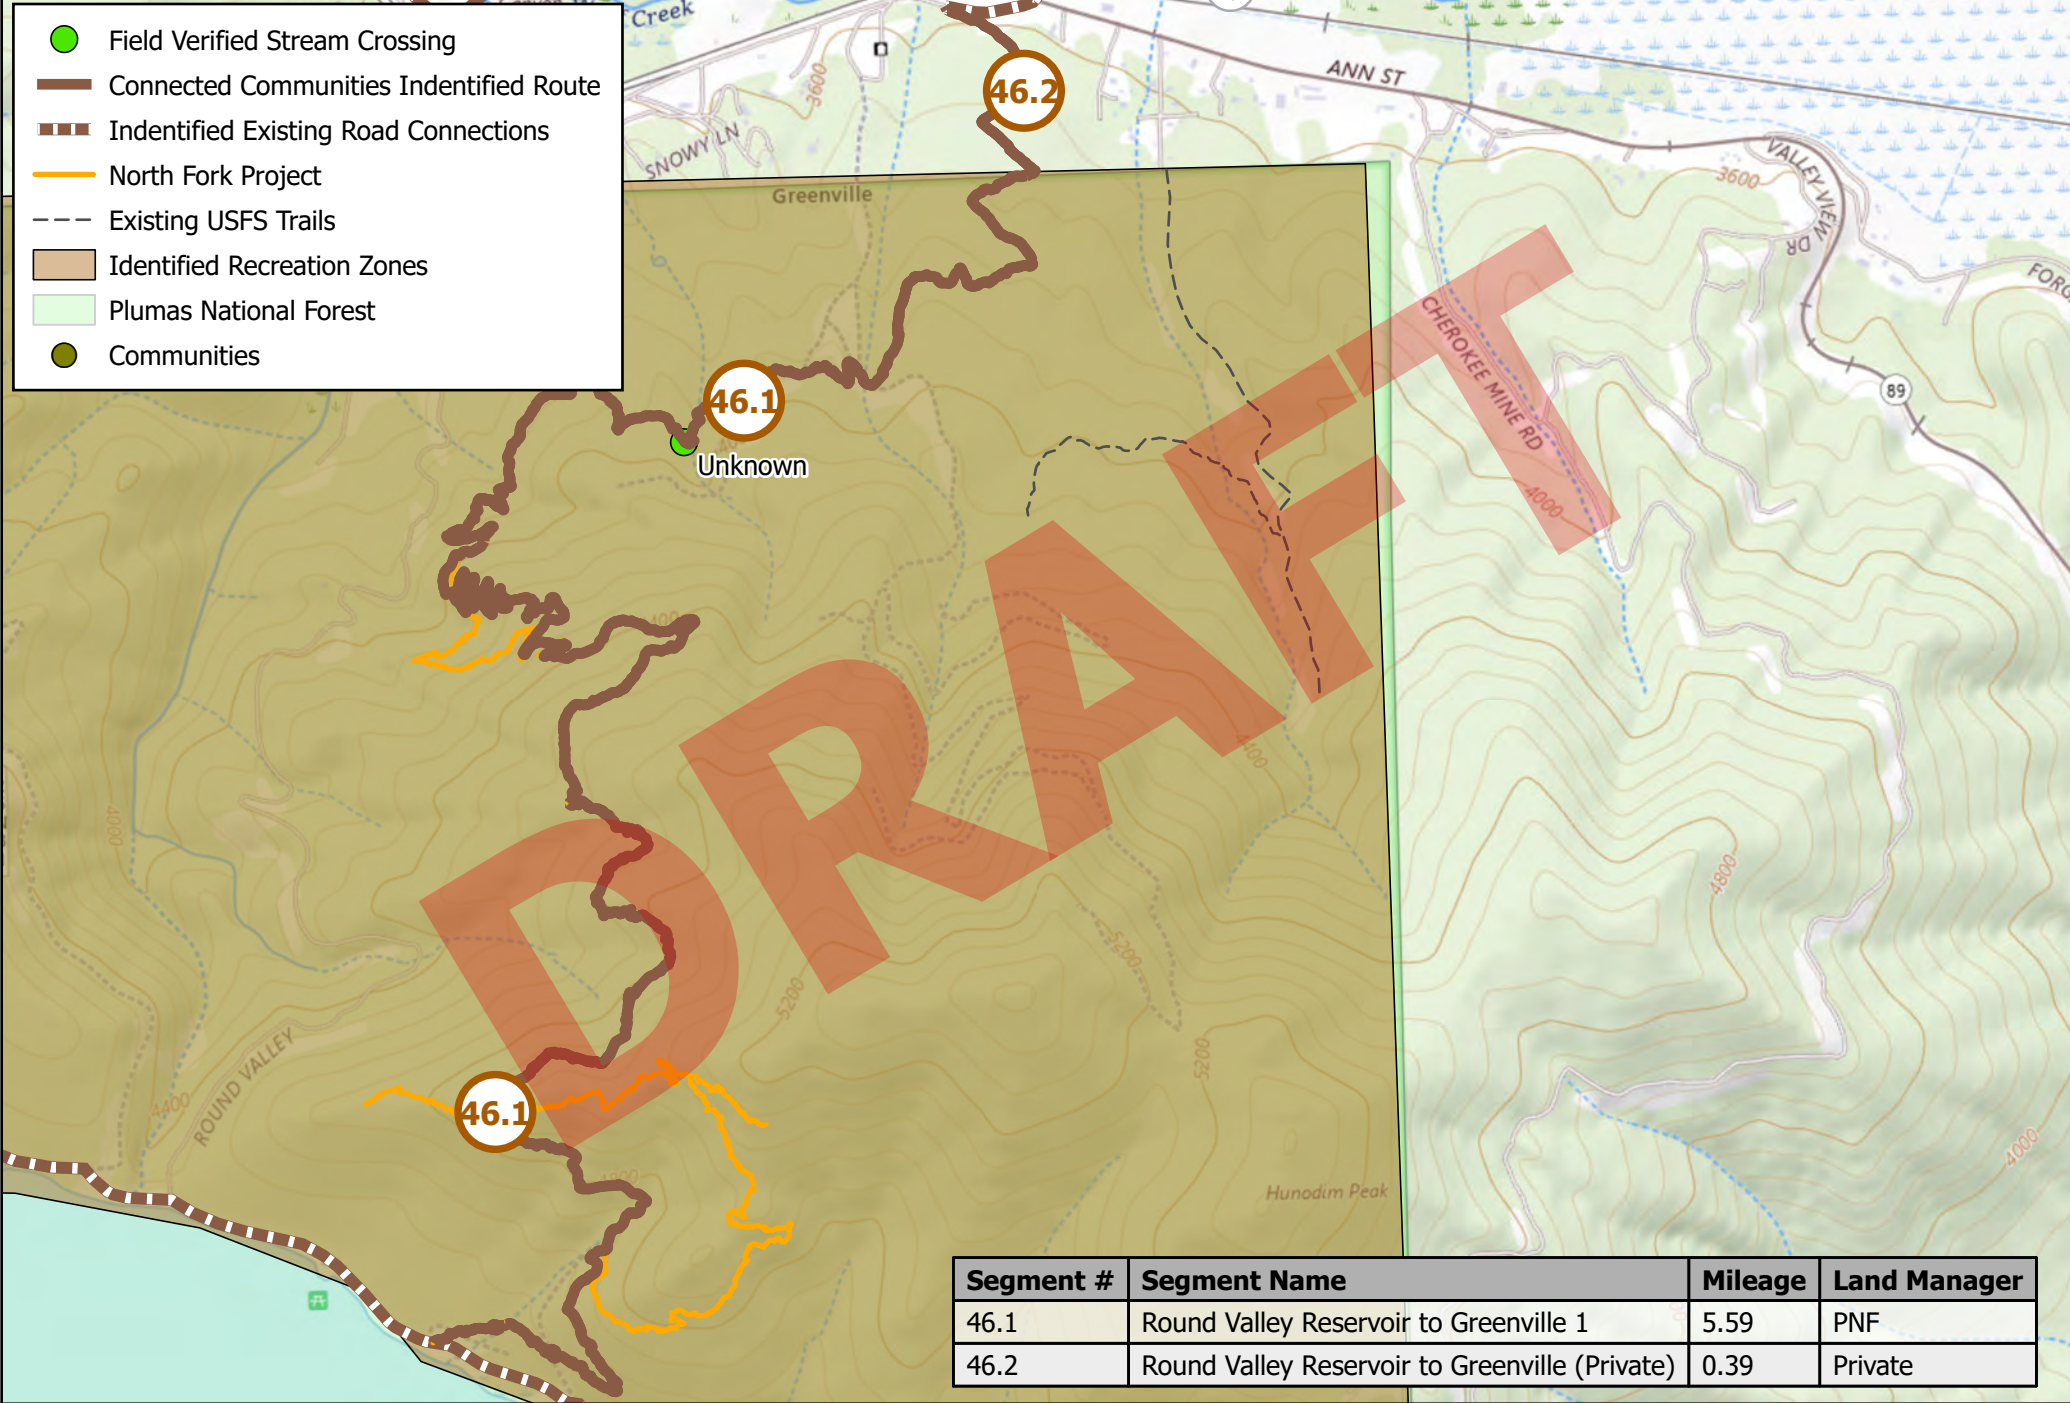 Creek
Field Verified Stream Crossing
Connected Communities Indentified Route
Indentified Existing Road Connections
North Fork Project
Existing USFS Trails
Identified Recreation Zones
Plumas National Forest
Communities
46.2
ANN ST
3600
SNOWY LN
VALLEY VIEW DR
3600
Greenville
FORG
CHEROKEE MINE RD
89
46.1
Unknown
4000
DRAFT
4400
4000
4800
5200
5200
5200
ROUND VALLEY
4400
46.1
4000
4800
Hunodim Peak
Segment # Segment Name Mileage Land Manager
46.1 Round Valley Reservoir to Greenville 1 5.59 PNF
46.2 Round Valley Reservoir to Greenville (Private) 0.39 Private